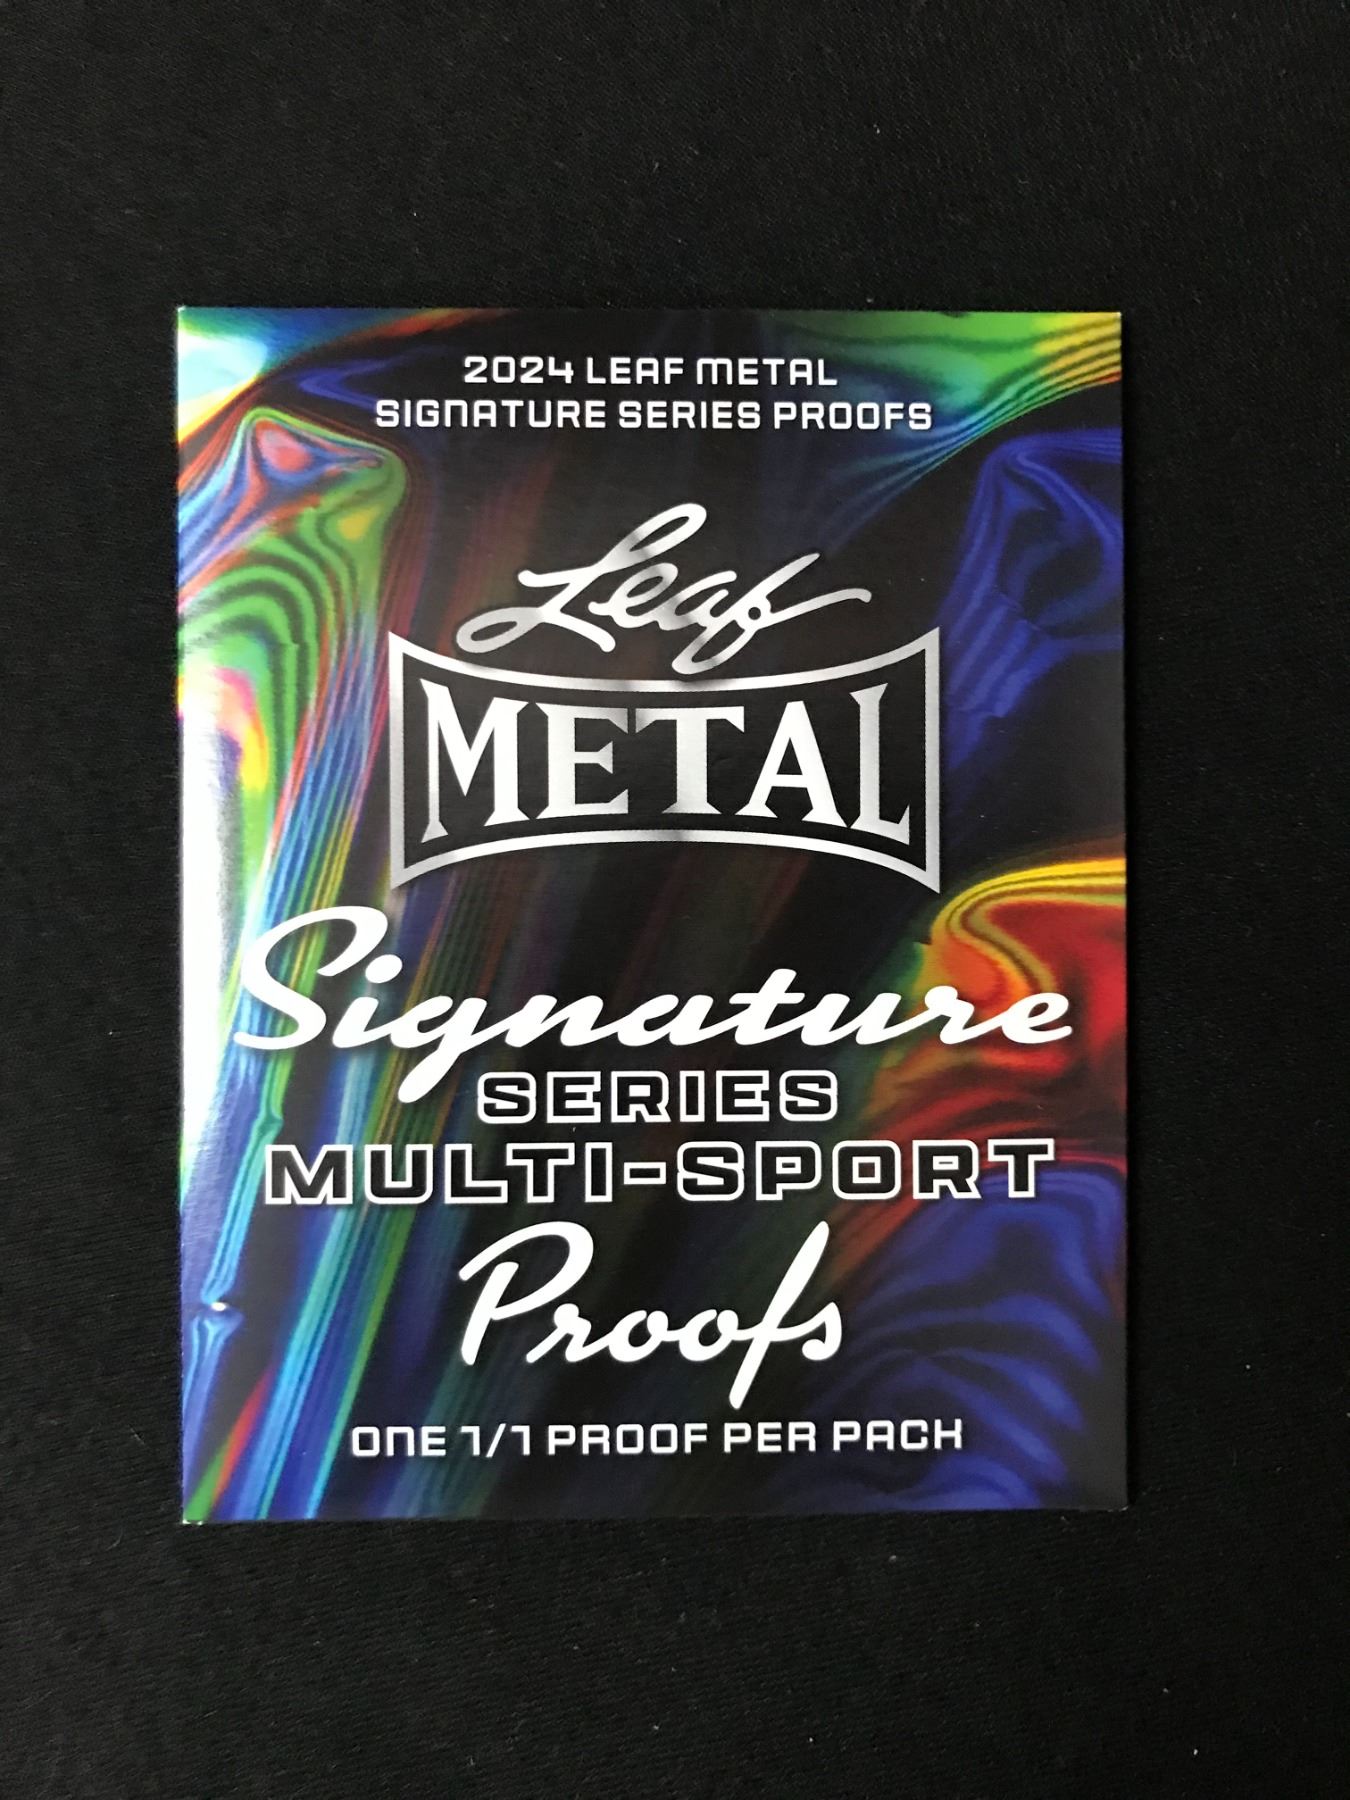 2024 LEAF METAL
SIGNATURE SERIES PROOFS
Leaf
METAL
Signature
SERIES
MULTI-SPORT
Proofs
ONE 1/1 PROOF PER PACK